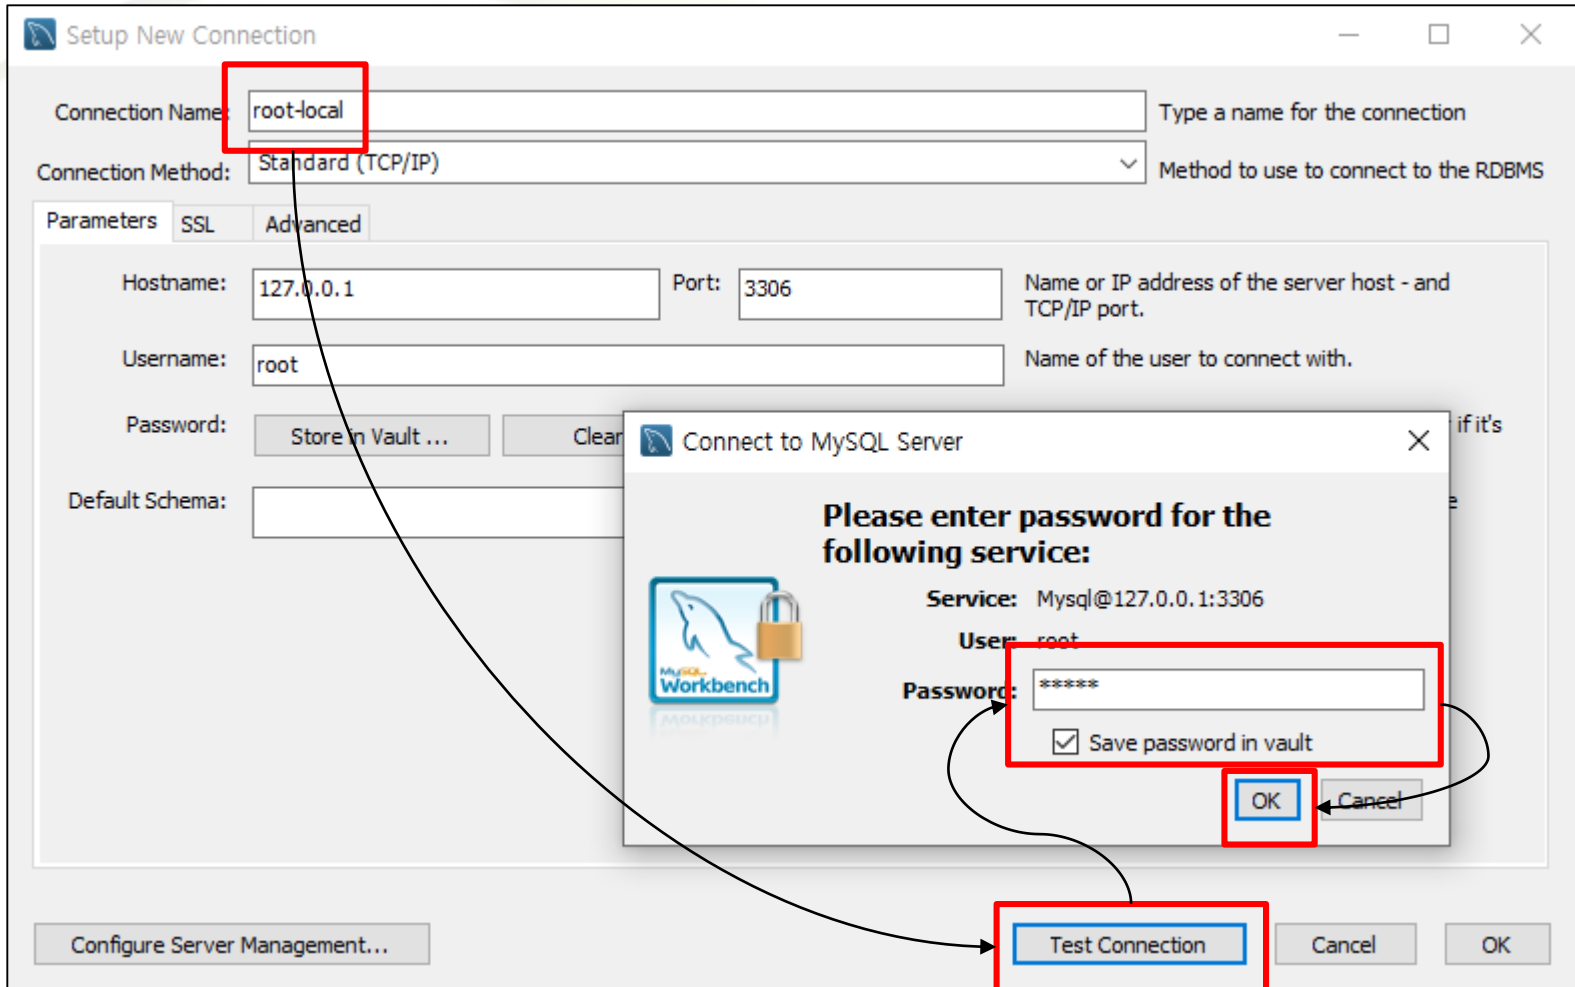 Setup New Connection
Connection Name: root-local Type a name for the connection
Connection Method: Standard (TCP/IP) Method to use to connect to the RDBMS
Parameters SSL Advanced
Hostname: 127.0.0.1 Port: 3306 Name or IP address of the server host - and
TCP/IP port.
Username: root Name of the user to connect with.
Password: Store in Vault ... Clear if it's
Default Schema:
Connect to MySQL Server
Please enter password for the
following service:
Service: Mysql@127.0.0.1:3306
User: root
Password: *****
Save password in vault
OK Cancel
MySQL
Workbench
Configure Server Management... Test Connection Cancel OK